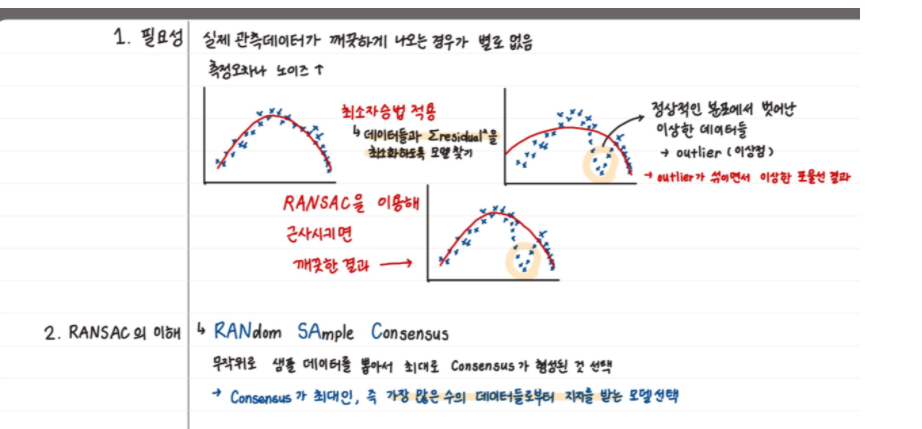 1. 필요성
실제 관측데이터가 깨끗하게 나오는 경우가 별로 없음
측정오차나 노이즈 ↑
최소자승법 적용
↳ 데이터들과 Σresidual²을
최소화하도록 모델 찾기
정상적인 분포에서 벗어난
이상한 데이터들
→ outlier (이상점)
→ outlier가 섞이면서 이상한 포물선 결과
RANSAC을 이용해
근사시키면
깨끗한 결과 →
2. RANSAC의 이해
↳ RANdom SAmple Consensus
무작위로 샘플 데이터를 뽑아서 최대로 Consensus가 형성된 것 선택
→ Consensus가 최대인, 즉 가장 많은 수의 데이터들로부터 지지를 받는 모델 선택